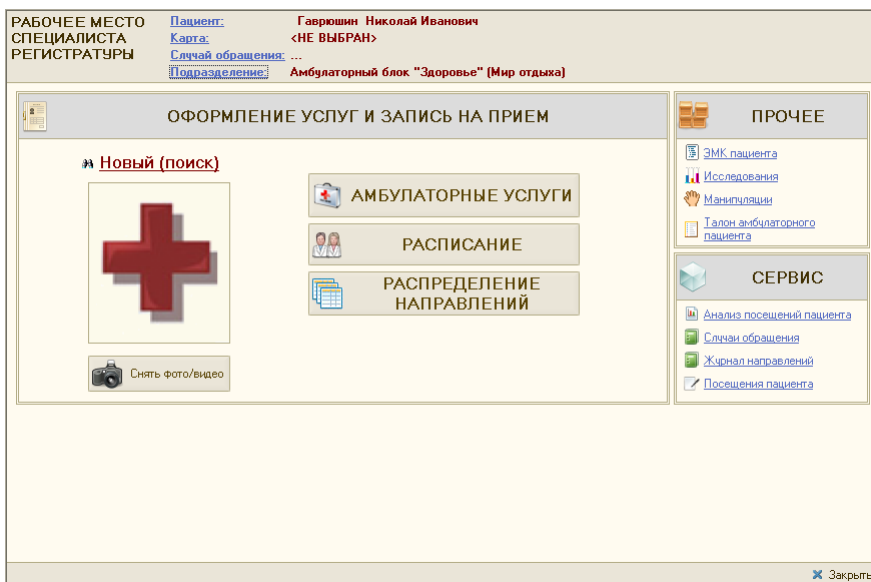 РАБОЧЕЕ МЕСТО
СПЕЦИАЛИСТА
РЕГИСТРАТУРЫ
Пациент: Гаврюшин Николай Иванович
Карта: <НЕ ВЫБРАН>
Случай обращения: ...
Подразделение: Амбулаторный блок "Здоровье" (Мир отдыха)
ОФОРМЛЕНИЕ УСЛУГ И ЗАПИСЬ НА ПРИЕМ
Новый (поиск)
АМБУЛАТОРНЫЕ УСЛУГИ
РАСПИСАНИЕ
РАСПРЕДЕЛЕНИЕ
НАПРАВЛЕНИЙ
Снять фото/видео
ПРОЧЕЕ
ЭМК пациента
Исследования
Манипуляции
Талон амбулаторного
пациента
СЕРВИС
Анализ посещений пациента
Случаи обращения
Журнал направлений
Посещения пациента
Закрыть